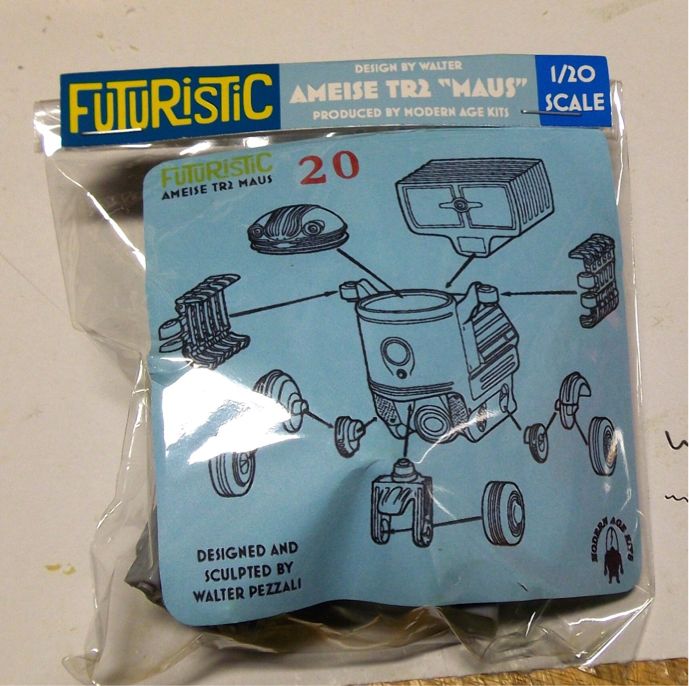 FUTURISTIC
DESIGN BY WALTER
AMEISE TR2 "MAUS"
PRODUCED BY MODERN AGE KITS
1/20
SCALE
FUTURISTIC
AMEISE TR2 MAUS
20
DESIGNED AND
SCULPTED BY
WALTER PEZZALI
MODERN AGE KITS